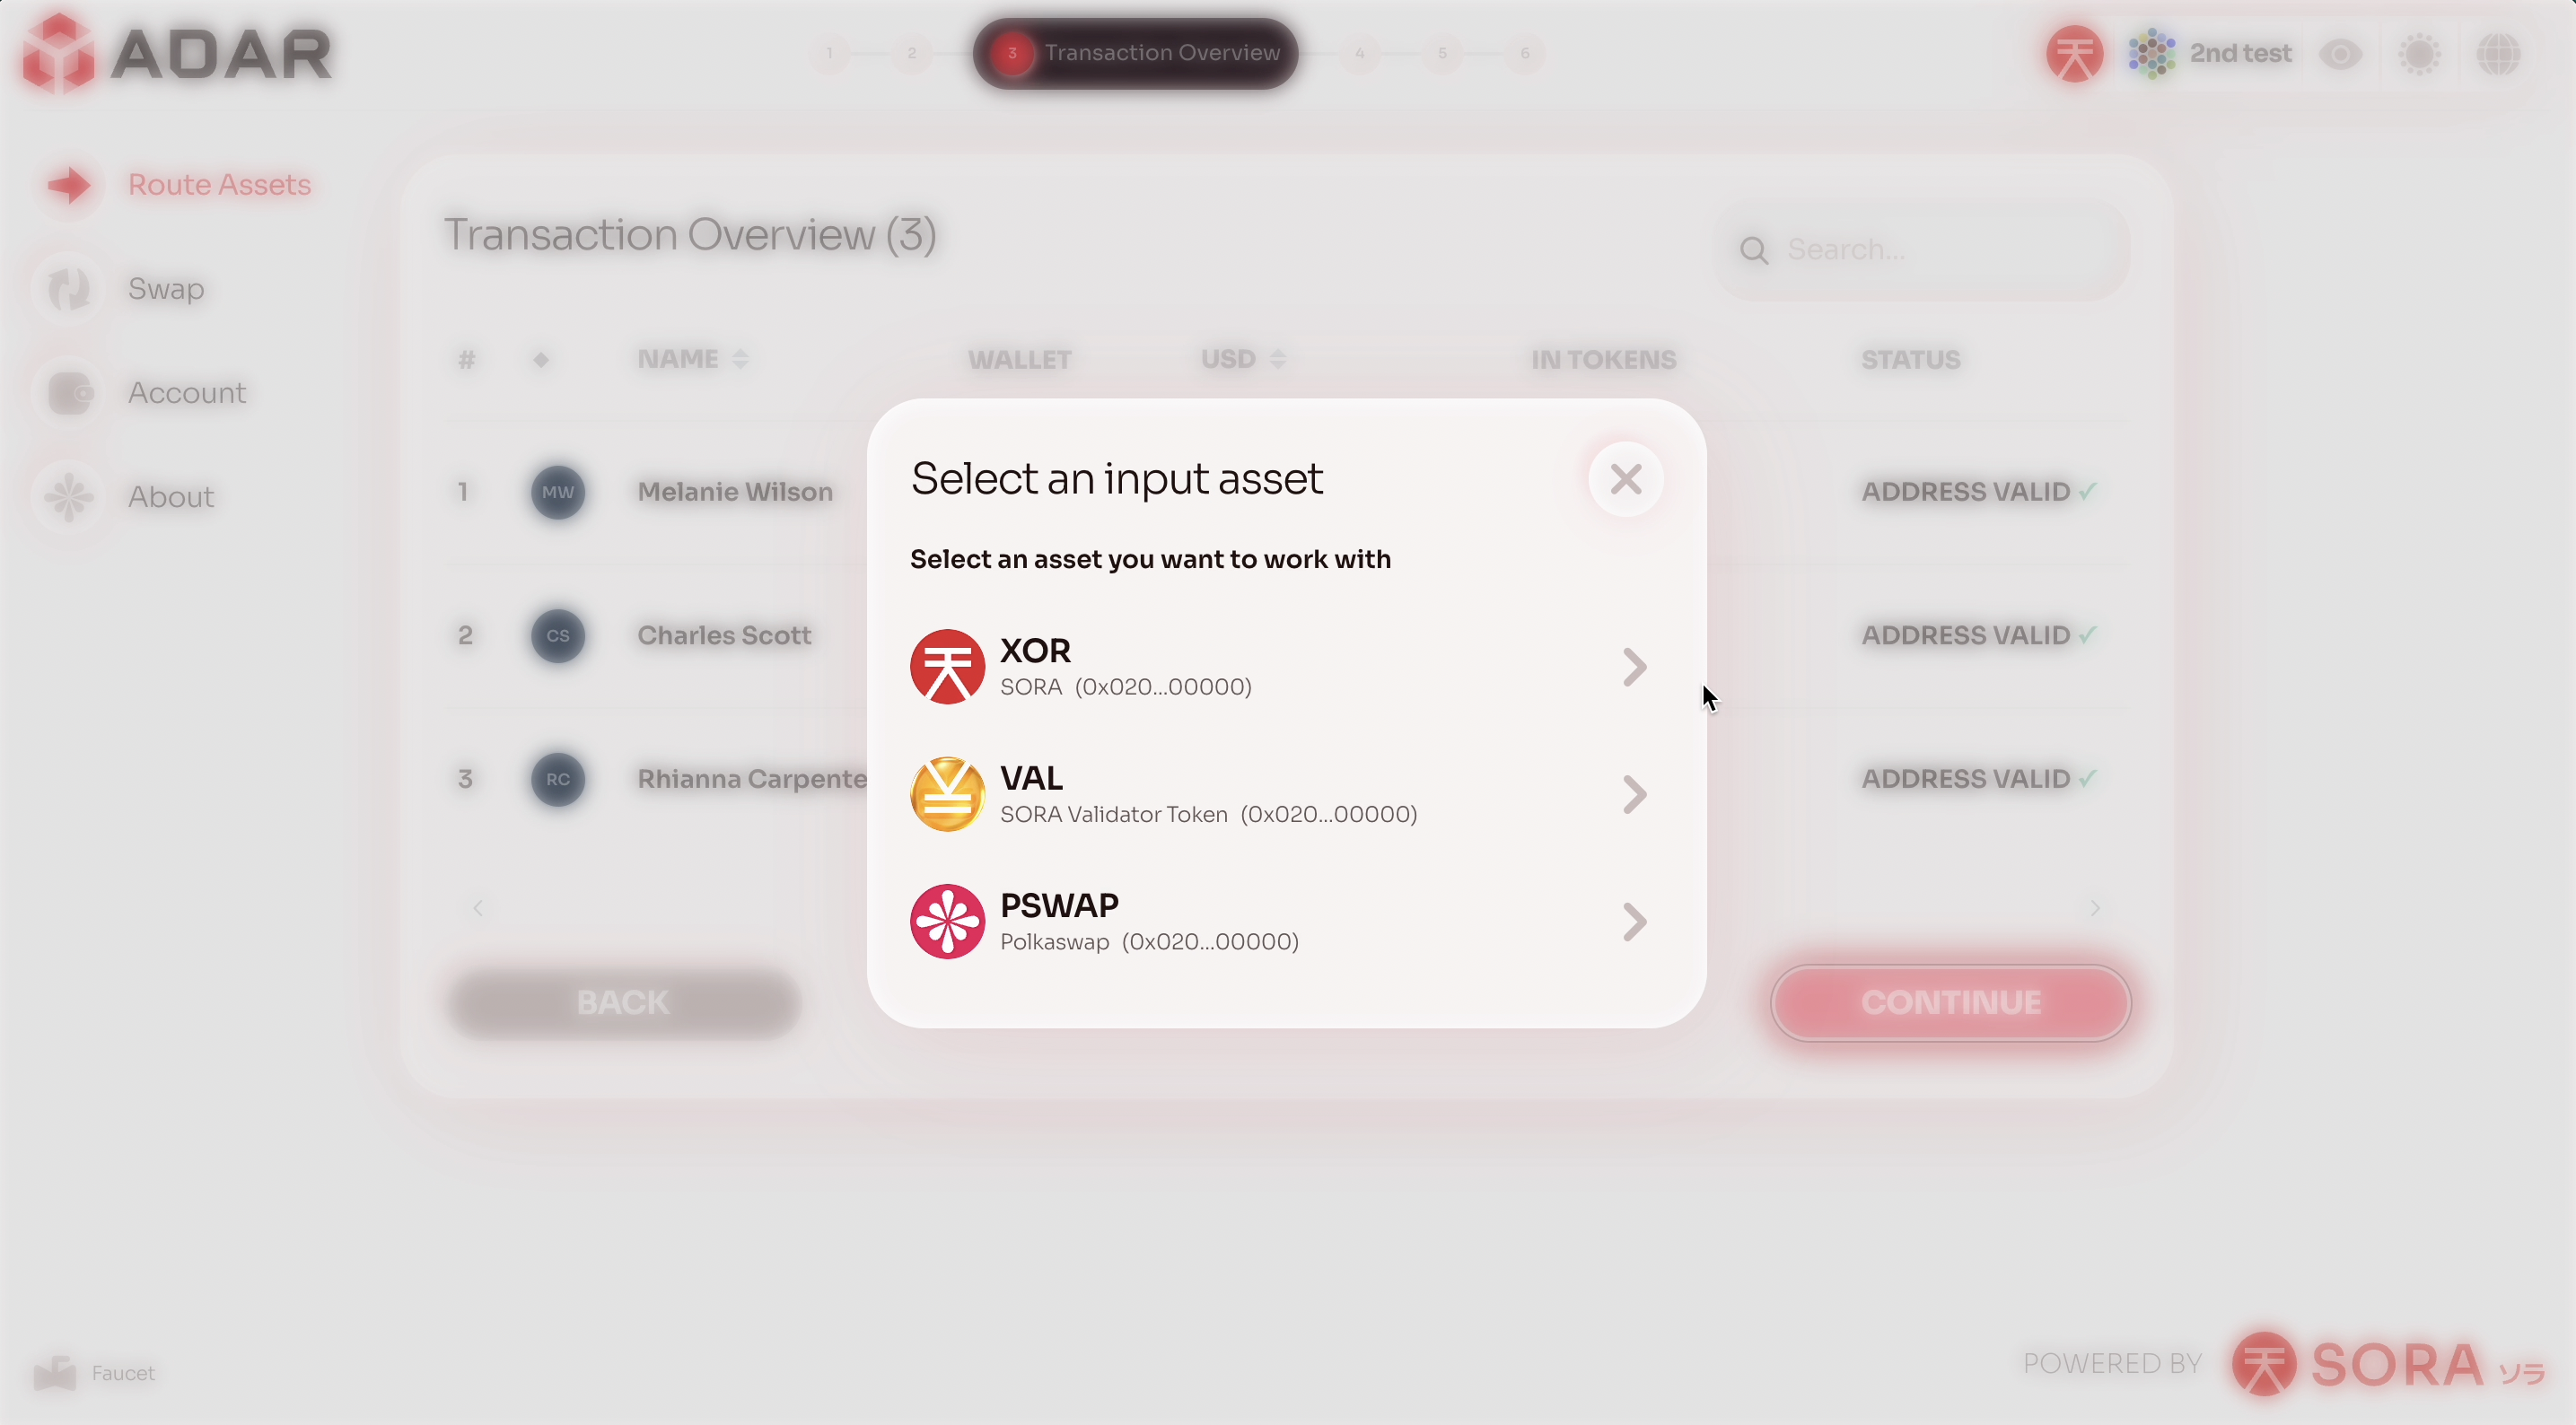 ADAR
1
2
3
Transaction Overview
4
5
6
2nd test
Route Assets
Swap
Account
About
Transaction Overview (3)
Search...
# NAME WALLET USD IN TOKENS STATUS
1 MW Melanie Wilson ADDRESS VALID ✓
2 CS Charles Scott ADDRESS VALID ✓
3 RC Rhianna Carpente ADDRESS VALID ✓
BACK
CONTINUE
Select an input asset
Select an asset you want to work with
XOR
SORA (0x020...00000)
VAL
SORA Validator Token (0x020...00000)
PSWAP
Polkaswap (0x020...00000)
Faucet
POWERED BY 天 SORA ソラ